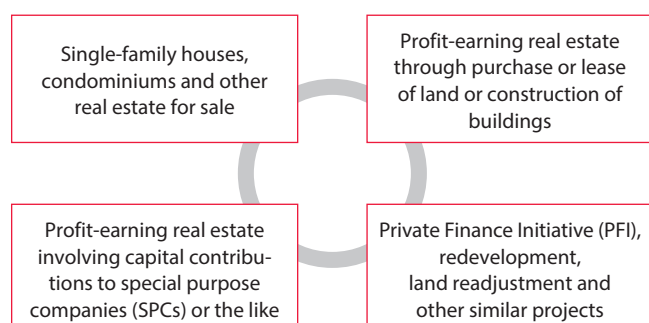 Single-family houses,
condominiums and other
real estate for sale
Profit-earning real estate
through purchase or lease
of land or construction of
buildings
Profit-earning real estate
involving capital contribu-
tions to special purpose
companies (SPCs) or the like
Private Finance Initiative (PFI),
redevelopment,
land readjustment and
other similar projects